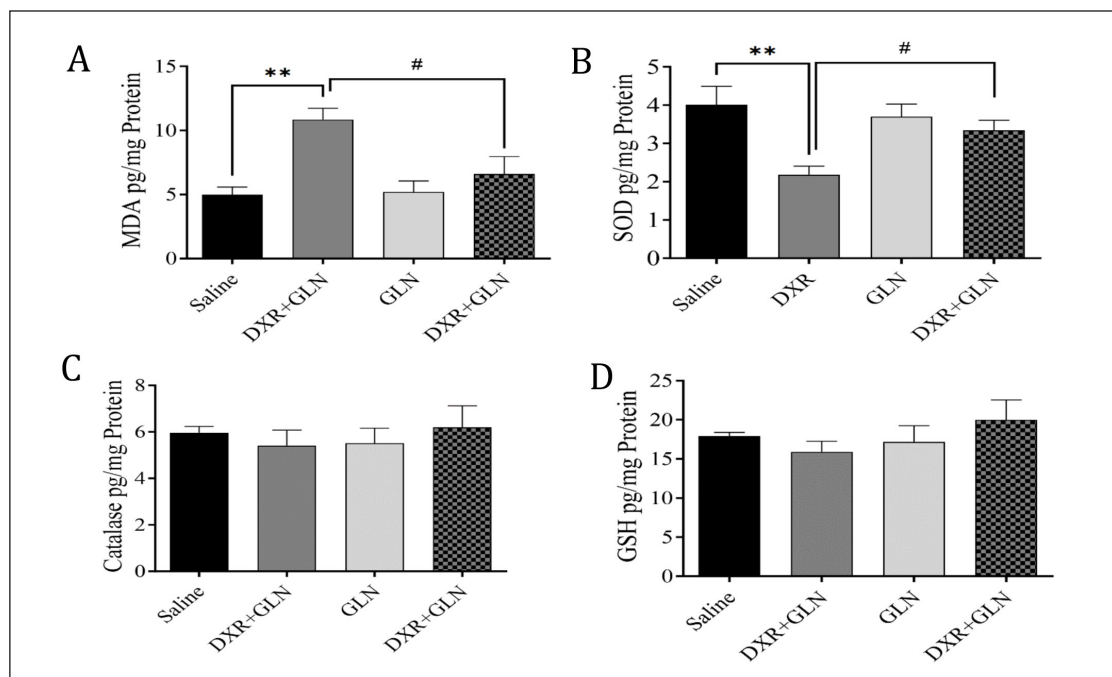 A
MDA pg/mg Protein
15
10
5
0
**
#
Saline
DXR+GLN
GLN
DXR+GLN
B
SOD pg/mg Protein
5
4
3
2
1
0
**
#
Saline
DXR
GLN
DXR+GLN
C
Catalase pg/mg Protein
8
6
4
2
0
Saline
DXR+GLN
GLN
DXR+GLN
D
GSH pg/mg Protein
25
20
15
10
5
0
Saline
DXR+GLN
GLN
DXR+GLN